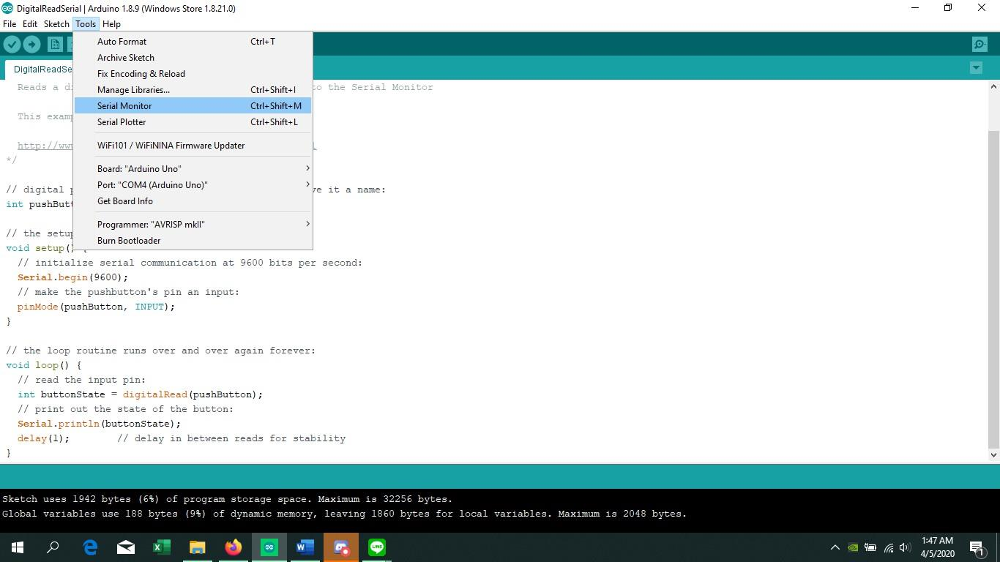 DigitalReadSerial | Arduino 1.8.9 (Windows Store 1.8.21.0)
File Edit Sketch Tools Help
Auto Format Ctrl+T
Archive Sketch
Fix Encoding & Reload
Manage Libraries... Ctrl+Shift+I
Serial Monitor Ctrl+Shift+M
Serial Plotter Ctrl+Shift+L
WiFi101 / WiFiNINA Firmware Updater
Board: "Arduino Uno"
Port: "COM4 (Arduino Uno)"
Get Board Info
Programmer: "AVRISP mkII"
Burn Bootloader
DigitalReadSe
Reads a di to the Serial Monitor
This examp
http://www
*/
// digital p ve it a name:
int pushButt
// the setup
void setup() {
// initialize serial communication at 9600 bits per second:
Serial.begin(9600);
// make the pushbutton's pin an input:
pinMode(pushButton, INPUT);
}
// the loop routine runs over and over again forever:
void loop() {
// read the input pin:
int buttonState = digitalRead(pushButton);
// print out the state of the button:
Serial.println(buttonState);
delay(1);        // delay in between reads for stability
}
Sketch uses 1942 bytes (6%) of program storage space. Maximum is 32256 bytes.
Global variables use 188 bytes (9%) of dynamic memory, leaving 1860 bytes for local variables. Maximum is 2048 bytes.
LINE
1:47 AM
4/5/2020
1